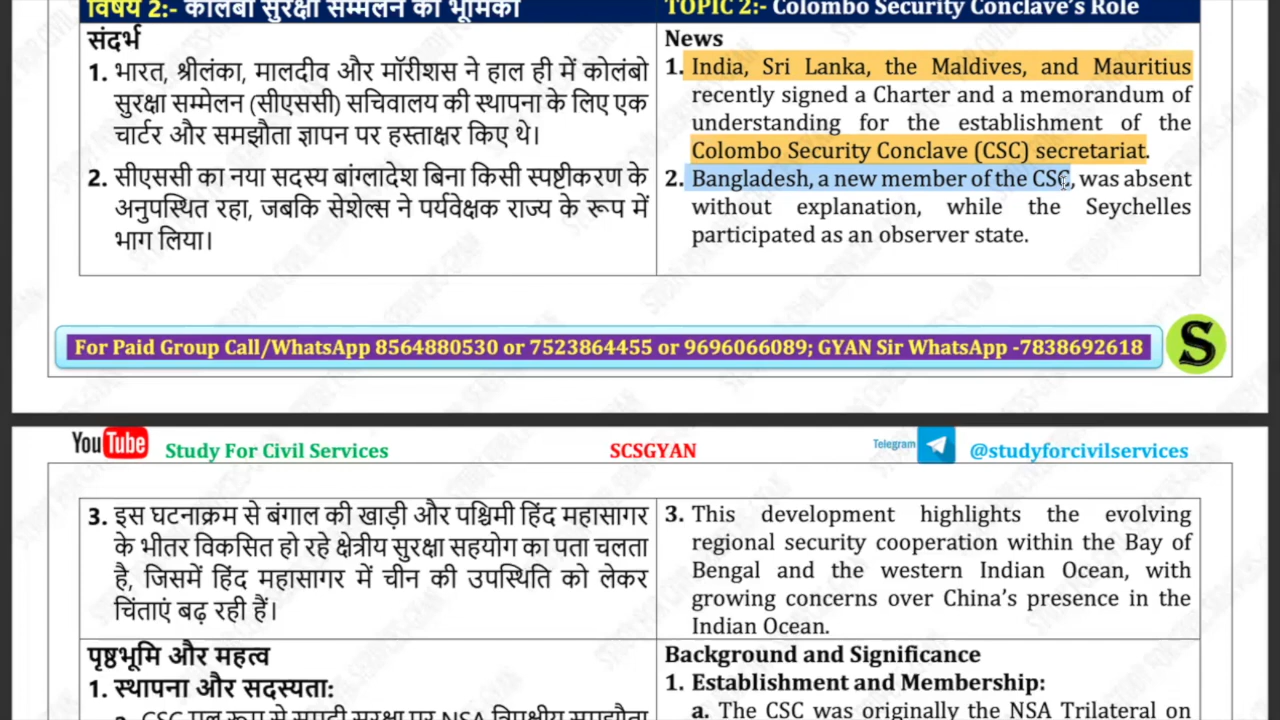 विषय 2:- कोलंबो सुरक्षा सम्मेलन की भूमिका
TOPIC 2:- Colombo Security Conclave's Role
संदर्भ
1. भारत, श्रीलंका, मालदीव और मॉरीशस ने हाल ही में कोलंबो
सुरक्षा सम्मेलन (सीएससी) सचिवालय की स्थापना के लिए एक
चार्टर और समझौता ज्ञापन पर हस्ताक्षर किए थे।
2. सीएससी का नया सदस्य बांग्लादेश बिना किसी स्पष्टीकरण के
अनुपस्थित रहा, जबकि सेशेल्स ने पर्यवेक्षक राज्य के रूप में
भाग लिया।
News
1. India, Sri Lanka, the Maldives, and Mauritius
recently signed a Charter and a memorandum of
understanding for the establishment of the
Colombo Security Conclave (CSC) secretariat.
2. Bangladesh, a new member of the CSC, was absent
without explanation, while the Seychelles
participated as an observer state.
For Paid Group Call/WhatsApp 8564880530 or 7523864455 or 9696066089; GYAN Sir WhatsApp -7838692618
S
YouTube Study For Civil Services
SCSGYAN
Telegram @studyforcivilservices
3. इस घटनाक्रम से बंगाल की खाड़ी और पश्चिमी हिंद महासागर
के भीतर विकसित हो रहे क्षेत्रीय सुरक्षा सहयोग का पता चलता
है, जिसमें हिंद महासागर में चीन की उपस्थिति को लेकर
चिंताएं बढ़ रही हैं।
3. This development highlights the evolving
regional security cooperation within the Bay of
Bengal and the western Indian Ocean, with
growing concerns over China's presence in the
Indian Ocean.
पृष्ठभूमि और महत्व
1. स्थापना और सदस्यता:
a. CSC मूल रूप से समुद्री सुरक्षा पर NSA त्रिपक्षीय समझौता
Background and Significance
1. Establishment and Membership:
a. The CSC was originally the NSA Trilateral on